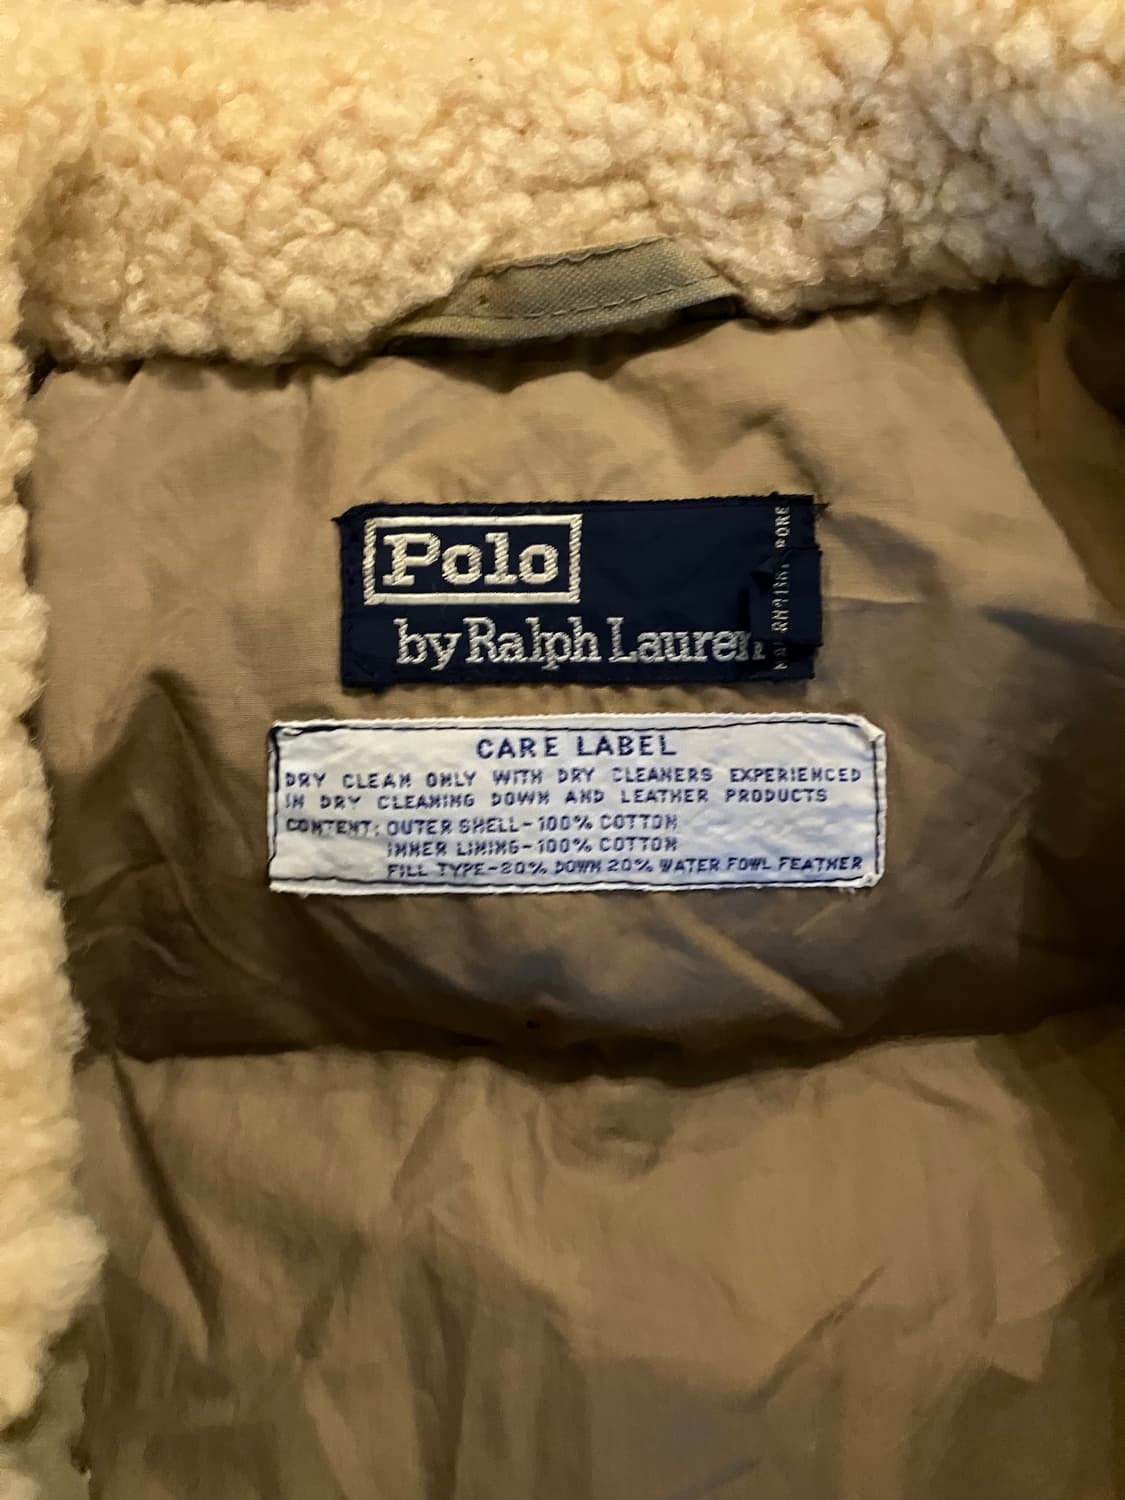 Polo
by Ralph Lauren
CARE LABEL
DRY CLEAN ONLY WITH DRY CLEANERS EXPERIENCED
IN DRY CLEANING DOWN AND LEATHER PRODUCTS
CONTENT: OUTER SHELL-100% COTTON
INNER LINING-100% COTTON
FILL TYPE-80% DOWN 20% WATER FOWL FEATHER